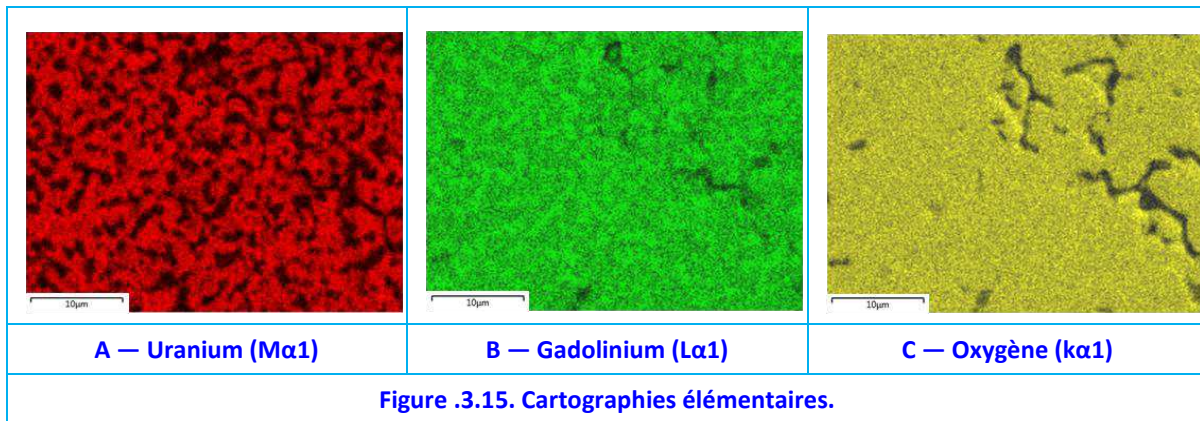 10µm
10µm
10µm
A — Uranium (Mα1)
B — Gadolinium (Lα1)
C — Oxygène (kα1)
Figure .3.15. Cartographies élémentaires.